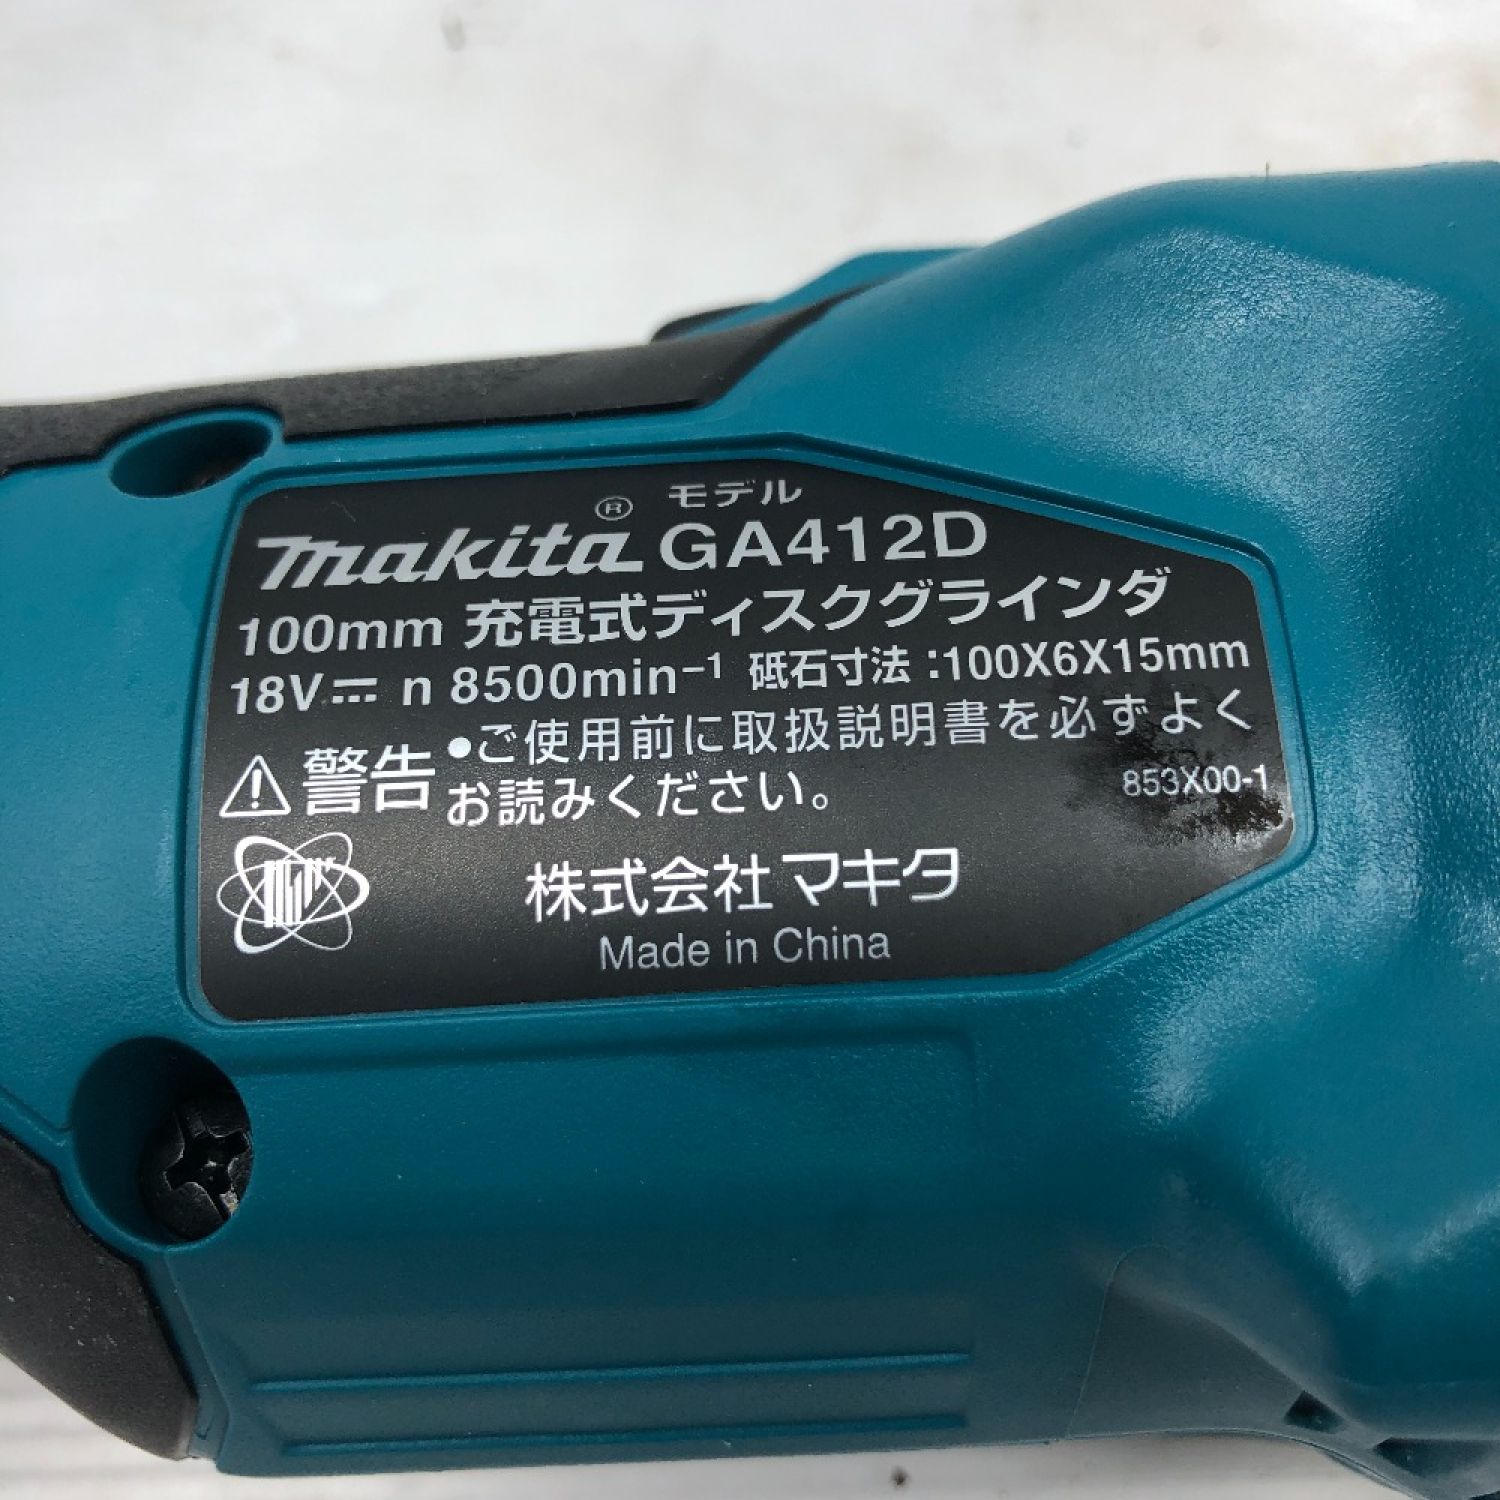 モデル
makita® GA412D
100mm 充電式ディスクグラインダ
18V⎓ n 8500min⁻¹ 砥石寸法:100X6X15mm
⚠警告 •ご使用前に取扱説明書を必ずよく
お読みください。
853X00-1
株式会社マキタ
Made in China